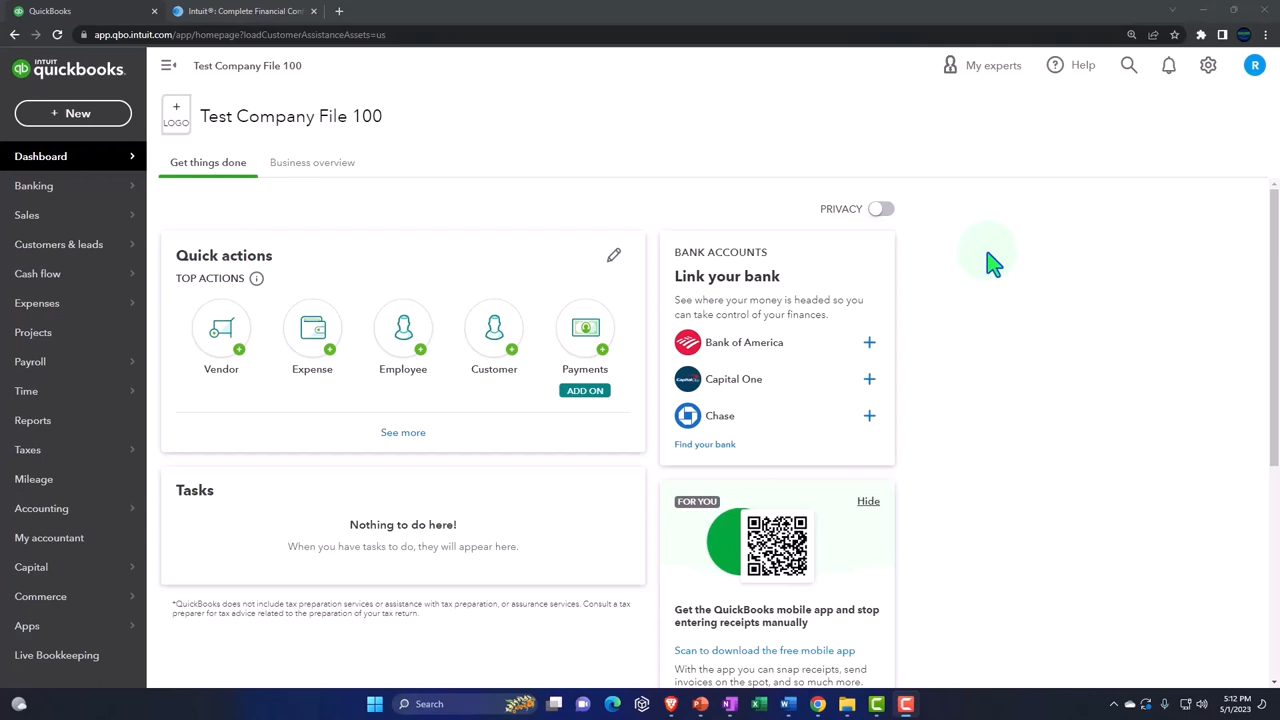 QuickBooks
Intuit®: Complete Financial Con
app.qbo.intuit.com/app/homepage?loadCustomerAssistanceAssets=us
INTUIT
quickbooks.
Test Company File 100
My experts
Help
R
+ New
+
LOGO
Test Company File 100
Dashboard
Banking
Sales
Customers & leads
Cash flow
Expenses
Projects
Payroll
Time
Reports
Taxes
Mileage
Accounting
My accountant
Capital
Commerce
Apps
Live Bookkeeping
Get things done
Business overview
PRIVACY
Quick actions
TOP ACTIONS
Vendor
Expense
Employee
Customer
Payments
ADD ON
See more
Tasks
Nothing to do here!
When you have tasks to do, they will appear here.
*QuickBooks does not include tax preparation services or assistance with tax preparation, or assurance services. Consult a tax
preparer for tax advice related to the preparation of your tax return.
BANK ACCOUNTS
Link your bank
See where your money is headed so you
can take control of your finances.
Bank of America
Capital One
Chase
Find your bank
FOR YOU
Hide
Get the QuickBooks mobile app and stop
entering receipts manually
Scan to download the free mobile app
With the app you can snap receipts, send
invoices on the spot, and so much more.
Search
5:12 PM
5/1/2023